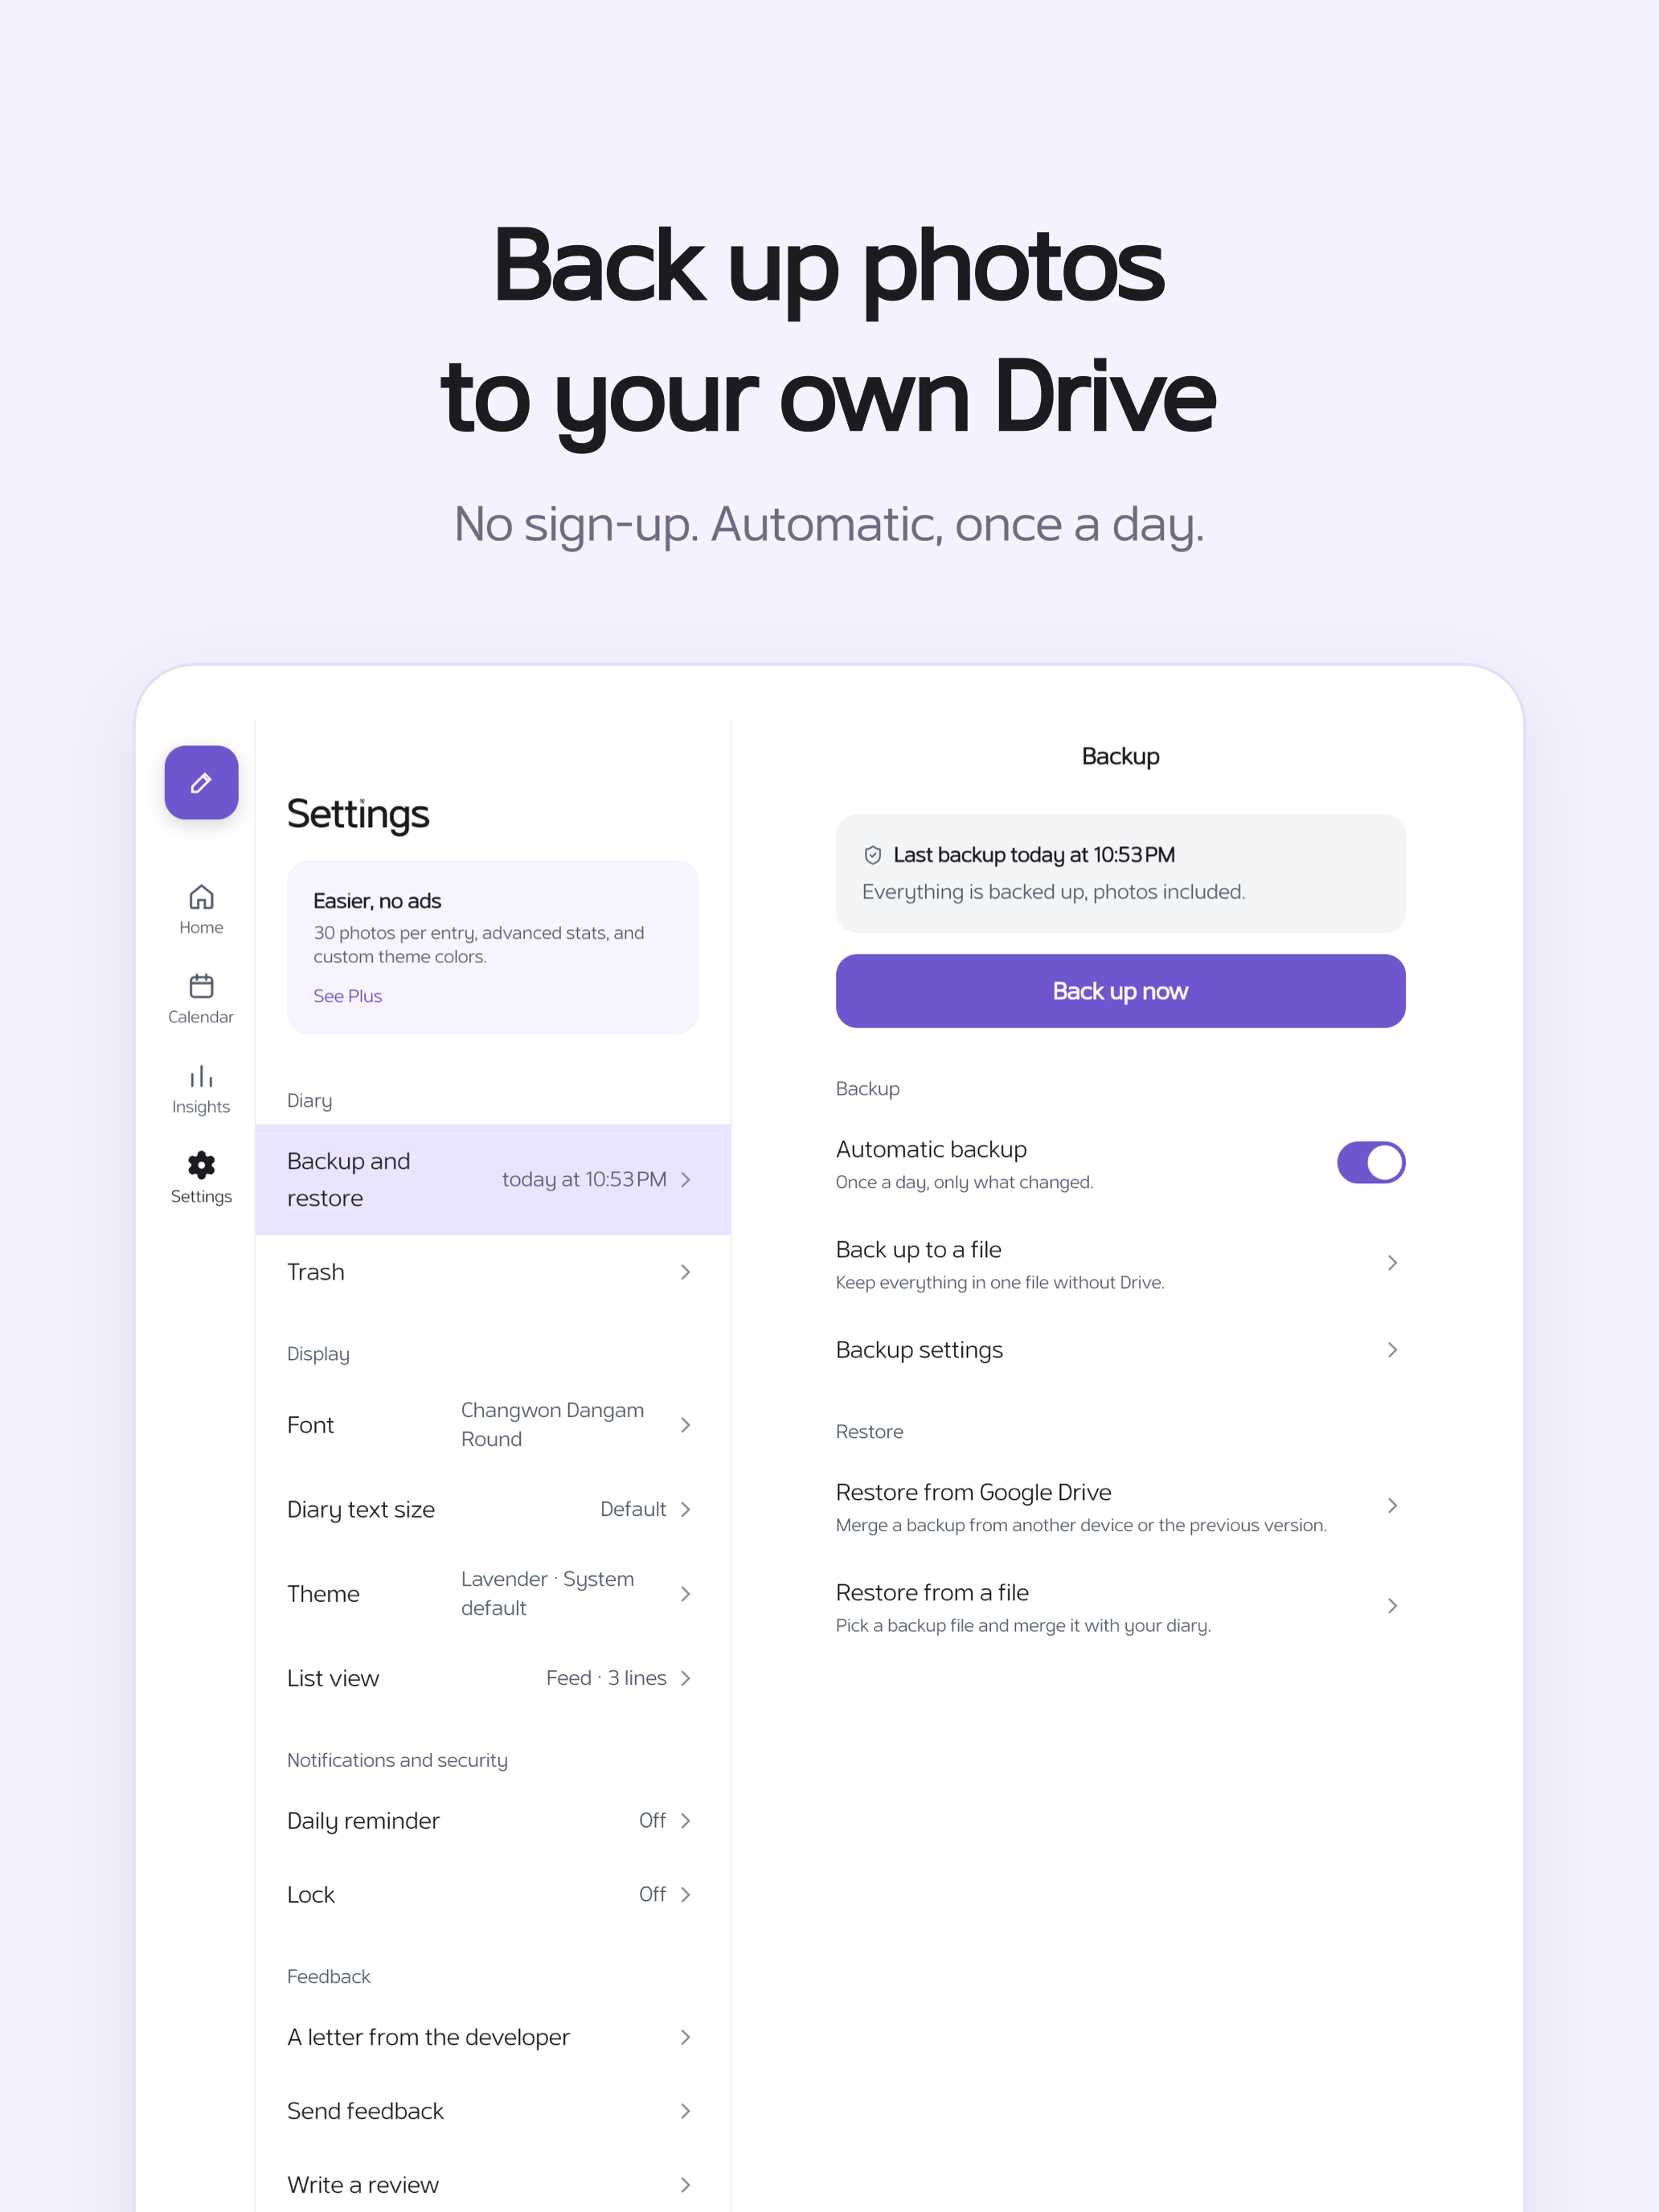 Back up photos
to your own Drive
No sign-up. Automatic, once a day.
Home
Calendar
Insights
Settings
Settings
Easier, no ads
30 photos per entry, advanced stats, and
custom theme colors.
See Plus
Diary
Backup and
restore
today at 10:53 PM
Trash
Display
Font
Changwon Dangam
Round
Diary text size
Default
Theme
Lavender · System
default
List view
Feed · 3 lines
Notifications and security
Daily reminder
Off
Lock
Off
Feedback
A letter from the developer
Send feedback
Write a review
Backup
Last backup today at 10:53 PM
Everything is backed up, photos included.
Back up now
Backup
Automatic backup
Once a day, only what changed.
Back up to a file
Keep everything in one file without Drive.
Backup settings
Restore
Restore from Google Drive
Merge a backup from another device or the previous version.
Restore from a file
Pick a backup file and merge it with your diary.